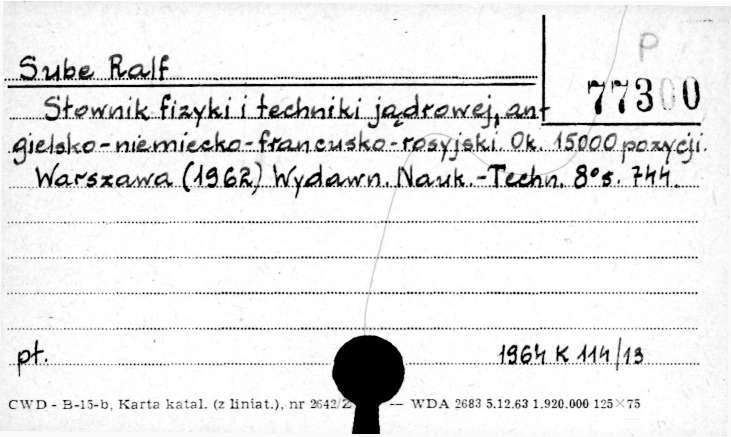 P
Sube Ralf
77300
Słownik fizyki i techniki jądrowej, an-
gielsko-niemiecko-francusko-rosyjski. Ok. 15000 pozycji.
Warszawa (1962) Wydawn. Nauk.-Techn. 8° s. 744.
pł. 1964 K 114/13
CWD - B-15-b, Karta katal. (z liniat.), nr 2642/Z — WDA 2683 5.12.63 1.920.000 125×75